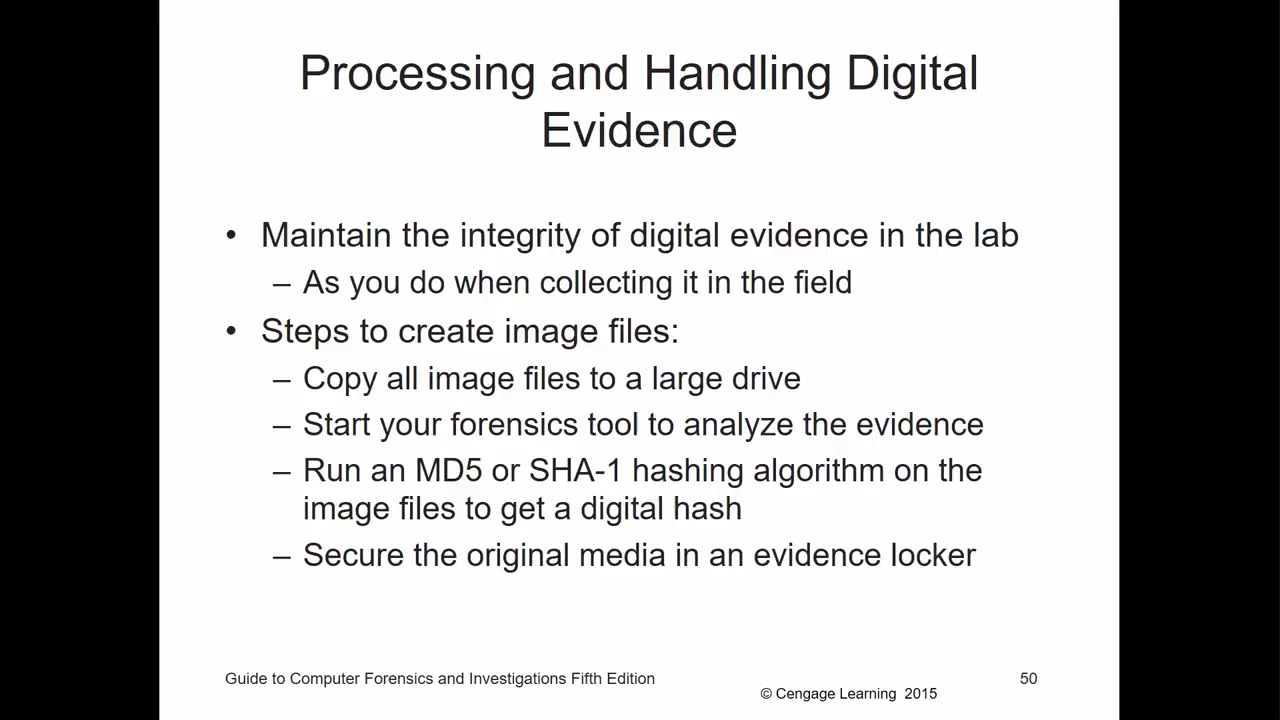 Processing and Handling Digital
Evidence
• Maintain the integrity of digital evidence in the lab
– As you do when collecting it in the field
• Steps to create image files:
– Copy all image files to a large drive
– Start your forensics tool to analyze the evidence
– Run an MD5 or SHA-1 hashing algorithm on the
image files to get a digital hash
– Secure the original media in an evidence locker
Guide to Computer Forensics and Investigations Fifth Edition
50
© Cengage Learning 2015